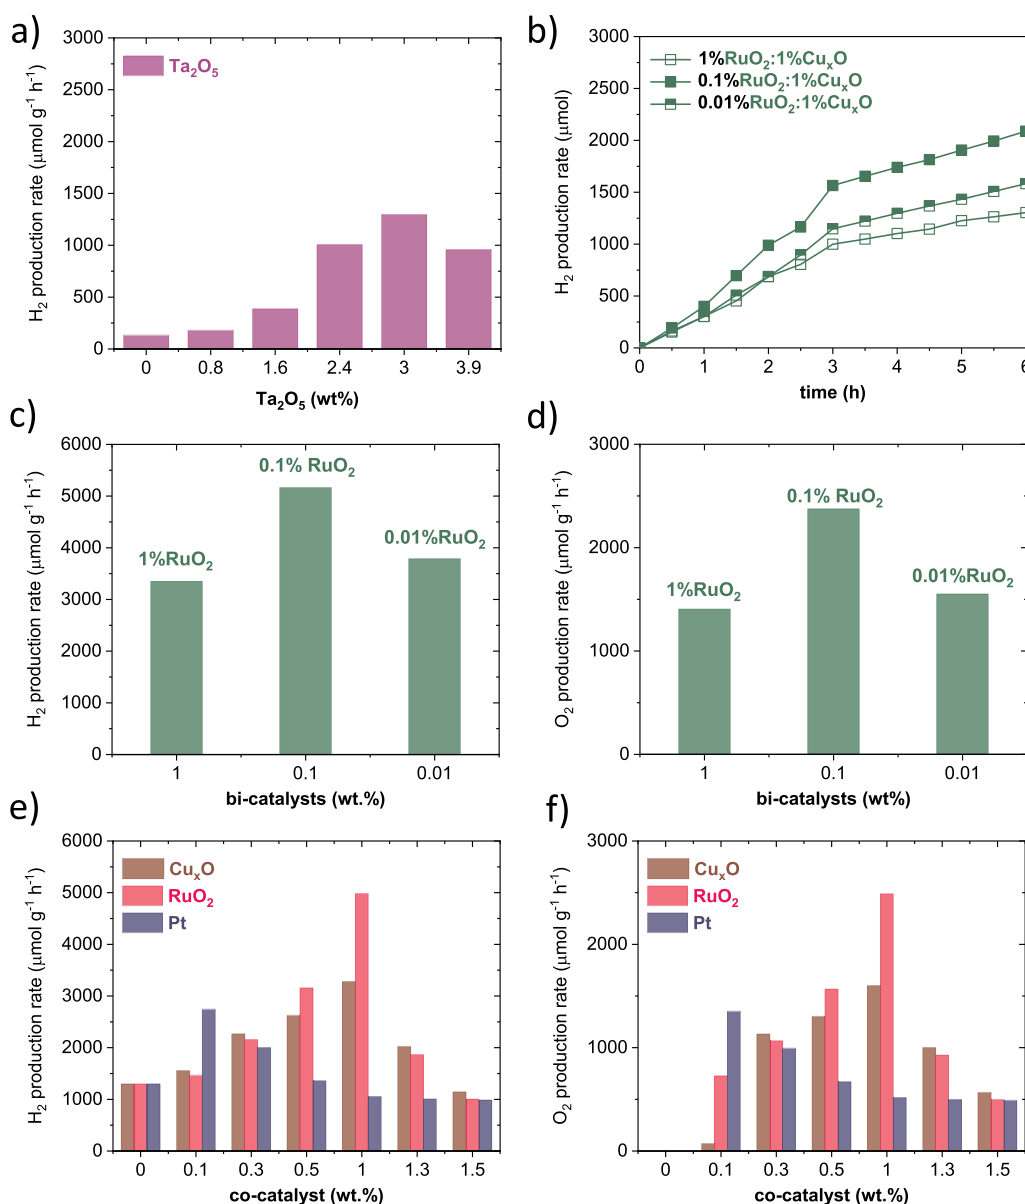 a)
3000
2500
2000
1500
1000
500
0
H₂ production rate (μmol g⁻¹ h⁻¹)
Ta₂O₅
0 0.8 1.6 2.4 3 3.9
Ta₂O₅ (wt%)
b)
3000
2500
2000
1500
1000
500
0
H₂ production rate (μmol)
1%RuO₂:1%CuₓO
0.1%RuO₂:1%CuₓO
0.01%RuO₂:1%CuₓO
0 1 2 3 4 5 6
time (h)
c)
6000
5000
4000
3000
2000
1000
0
H₂ production rate (μmol g⁻¹ h⁻¹)
0.1% RuO₂
0.01%RuO₂
1%RuO₂
1 0.1 0.01
bi-catalysts (wt.%)
d)
3000
2000
1000
0
O₂ production rate (μmol g⁻¹ h⁻¹)
0.1% RuO₂
0.01%RuO₂
1%RuO₂
1 0.1 0.01
bi-catalysts (wt%)
e)
6000
5000
4000
3000
2000
1000
0
H₂ production rate (μmol g⁻¹ h⁻¹)
CuₓO
RuO₂
Pt
0 0.1 0.3 0.5 1 1.3 1.5
co-catalyst (wt.%)
f)
3000
2000
1000
0
O₂ production rate (μmol g⁻¹ h⁻¹)
CuₓO
RuO₂
Pt
0 0.1 0.3 0.5 1 1.3 1.5
co-catalyst (wt.%)